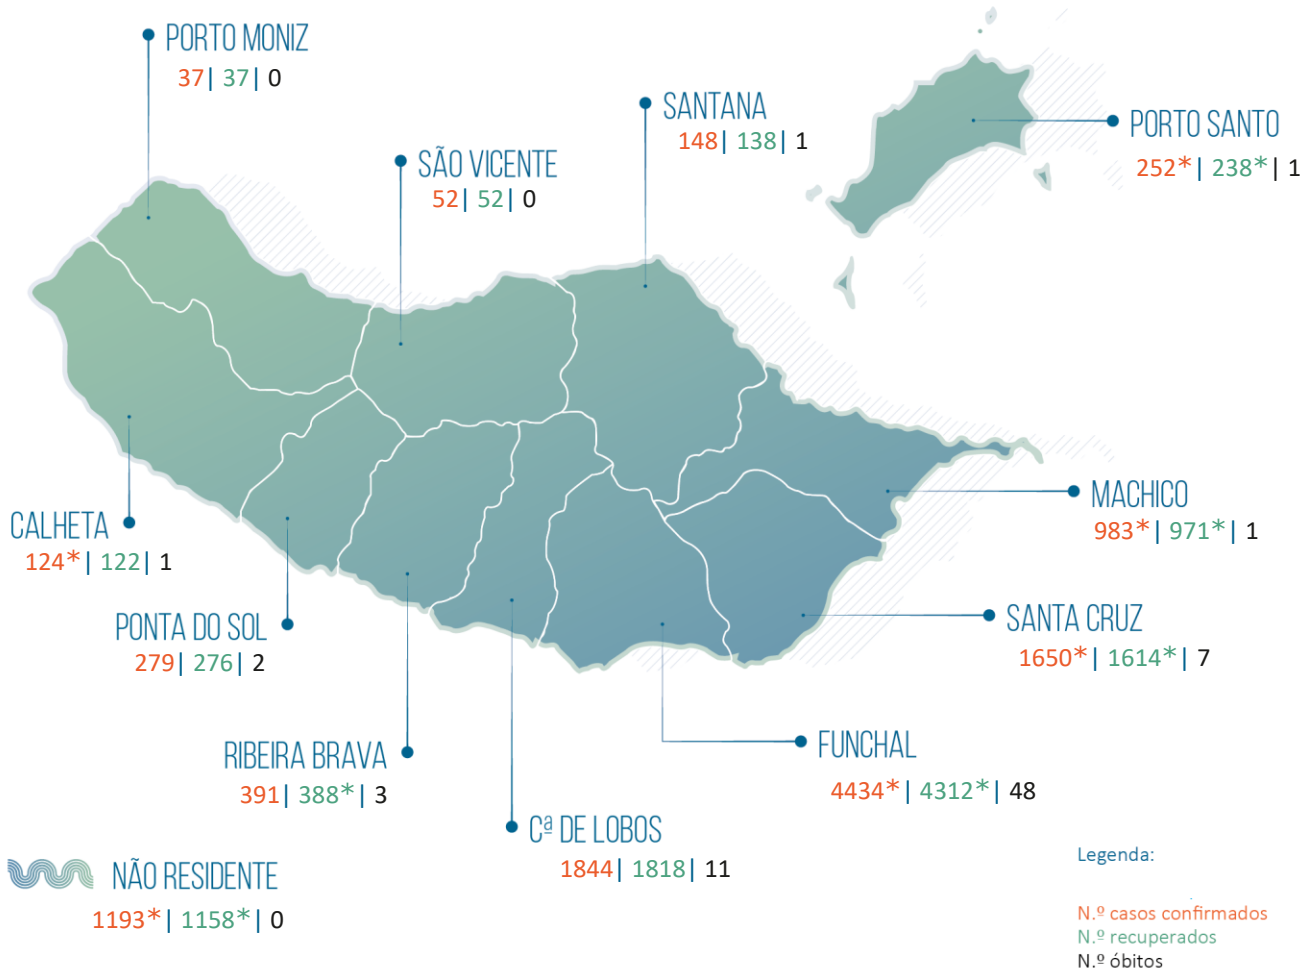 PORTO MONIZ
37| 37| 0
SANTANA
148| 138| 1
PORTO SANTO
252*| 238*| 1
SÃO VICENTE
52| 52| 0
MACHICO
983*| 971*| 1
CALHETA
124*| 122| 1
SANTA CRUZ
1650*| 1614*| 7
PONTA DO SOL
279| 276| 2
FUNCHAL
4434*| 4312*| 48
RIBEIRA BRAVA
391| 388*| 3
Cª DE LOBOS
1844| 1818| 11
NÃO RESIDENTE
1193*| 1158*| 0
Legenda:
N.º casos confirmados
N.º recuperados
N.º óbitos